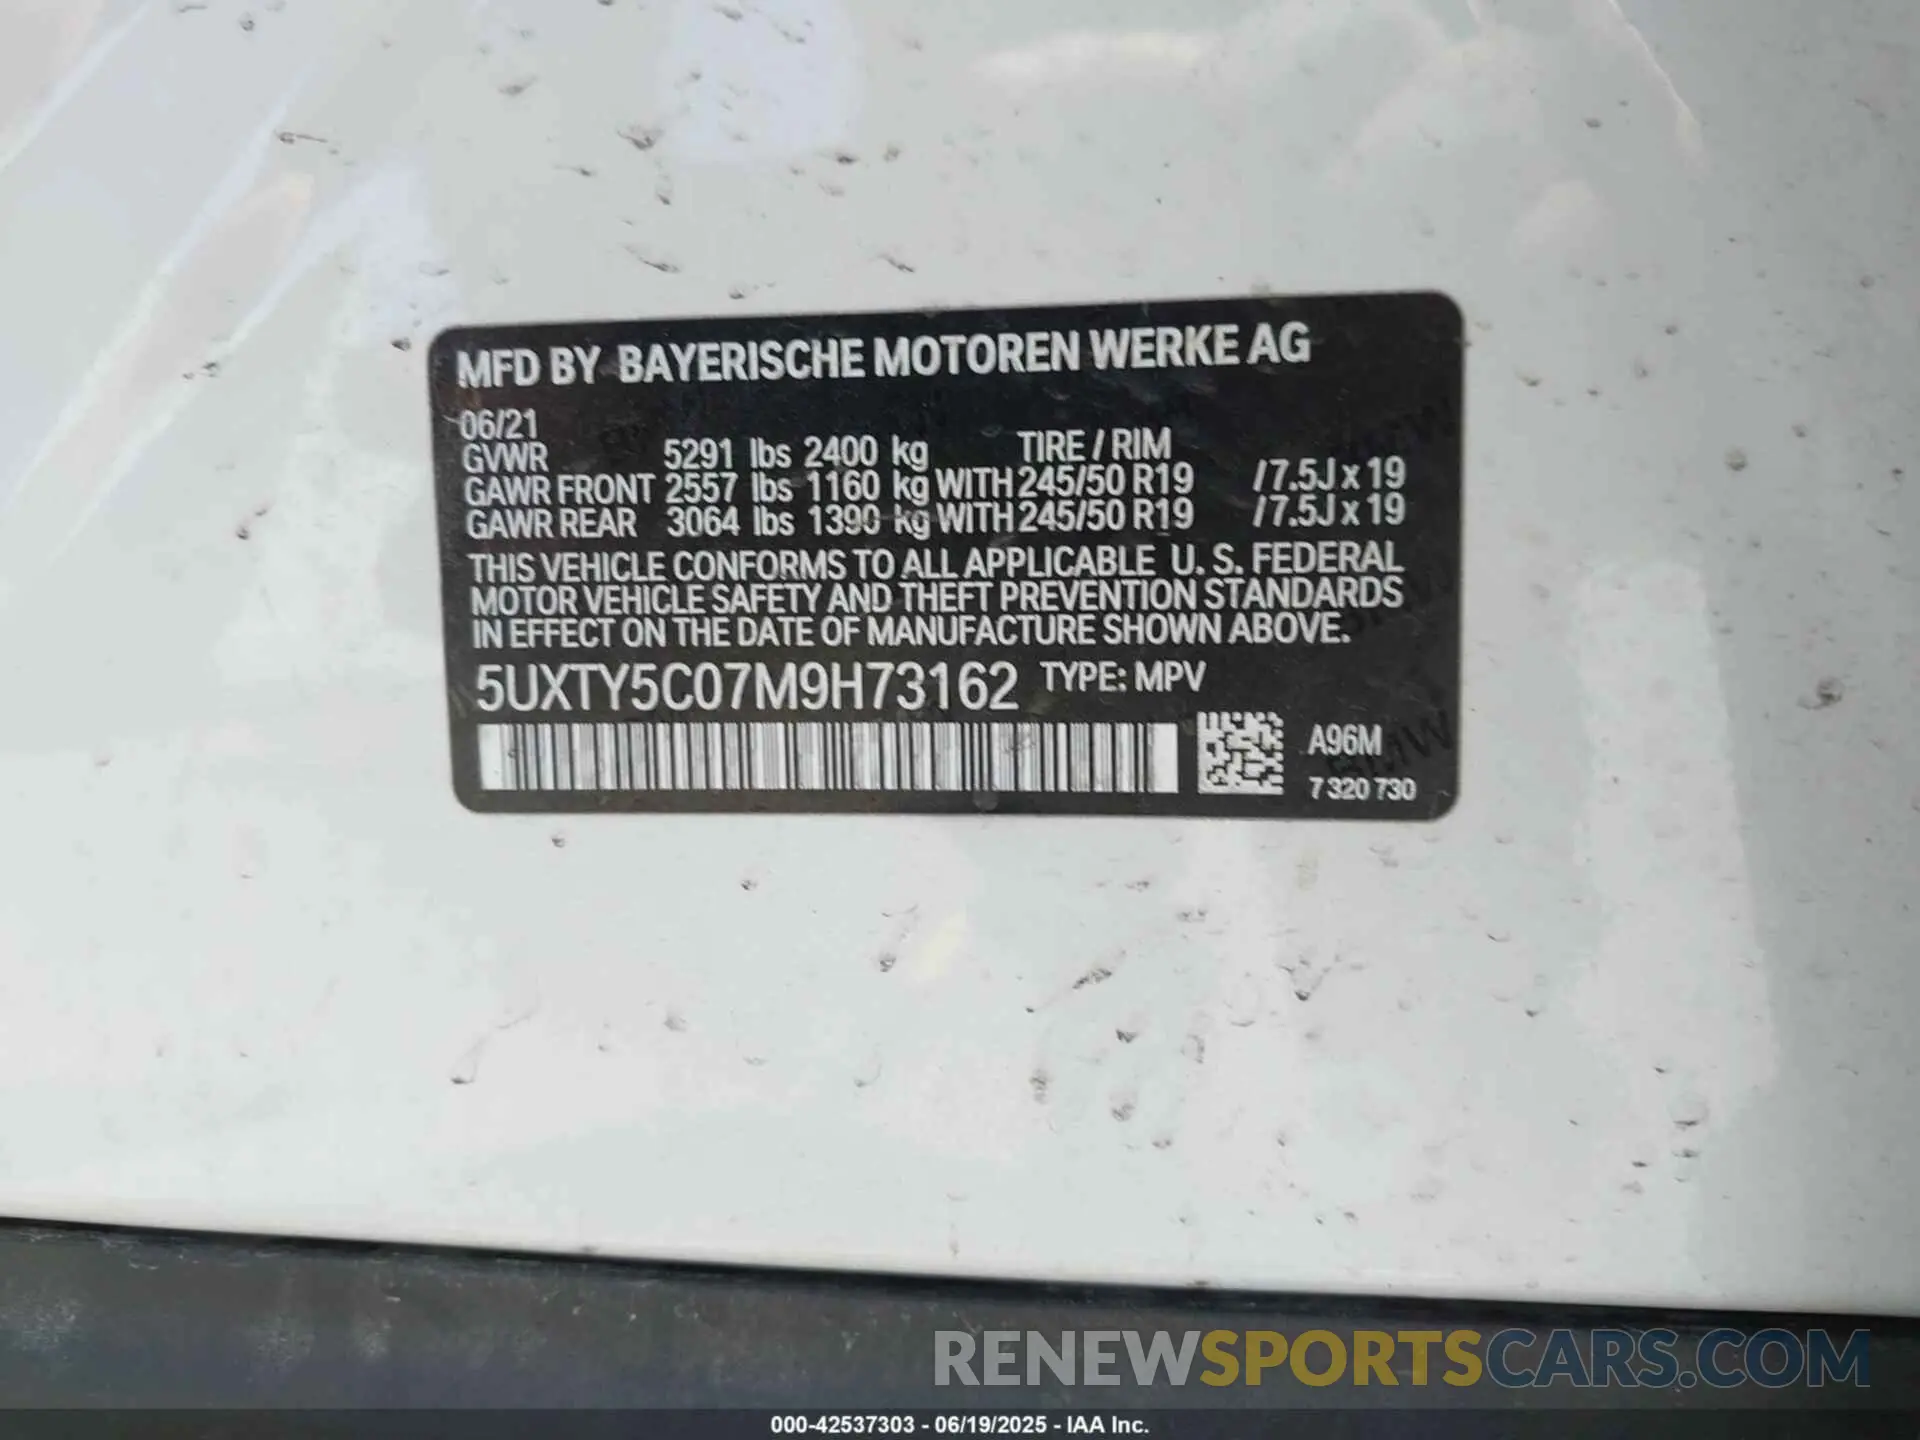 MFD BY BAYERISCHE MOTOREN WERKE AG
06/21
GVWR 5291 lbs 2400 kg TIRE / RIM
GAWR FRONT 2557 lbs 1160 kg WITH 245/50 R19 / 7.5J x 19
GAWR REAR 3064 lbs 1390 kg WITH 245/50 R19 / 7.5J x 19
THIS VEHICLE CONFORMS TO ALL APPLICABLE U. S. FEDERAL
MOTOR VEHICLE SAFETY AND THEFT PREVENTION STANDARDS
IN EFFECT ON THE DATE OF MANUFACTURE SHOWN ABOVE.
5UXTY5C07M9H73162 TYPE: MPV
A96M
7 320 730
RENEWSPORTSCARS.COM
000-42537303 - 06/19/2025 - IAA Inc.